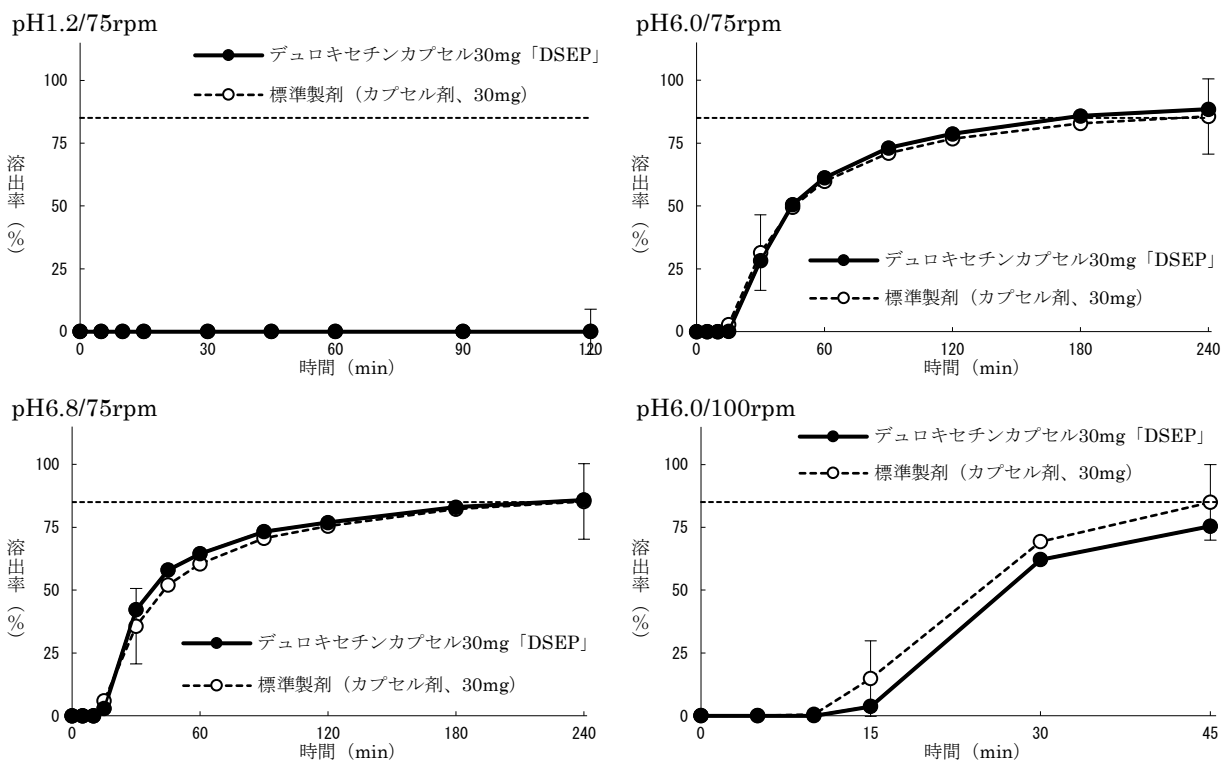 pH1.2/75rpm
デュロキセチンカプセル30mg「DSEP」
標準製剤（カプセル剤、30mg）
100
75
50
25
0
溶出率（%）
0 30 60 90 120
時間（min）
pH6.0/75rpm
100
75
50
25
0
溶出率（%）
デュロキセチンカプセル30mg「DSEP」
標準製剤（カプセル剤、30mg）
0 60 120 180 240
時間（min）
pH6.8/75rpm
100
75
50
25
0
溶出率（%）
デュロキセチンカプセル30mg「DSEP」
標準製剤（カプセル剤、30mg）
0 60 120 180 240
時間（min）
pH6.0/100rpm
デュロキセチンカプセル30mg「DSEP」
標準製剤（カプセル剤、30mg）
100
75
50
25
0
溶出率（%）
0 15 30 45
時間（min）